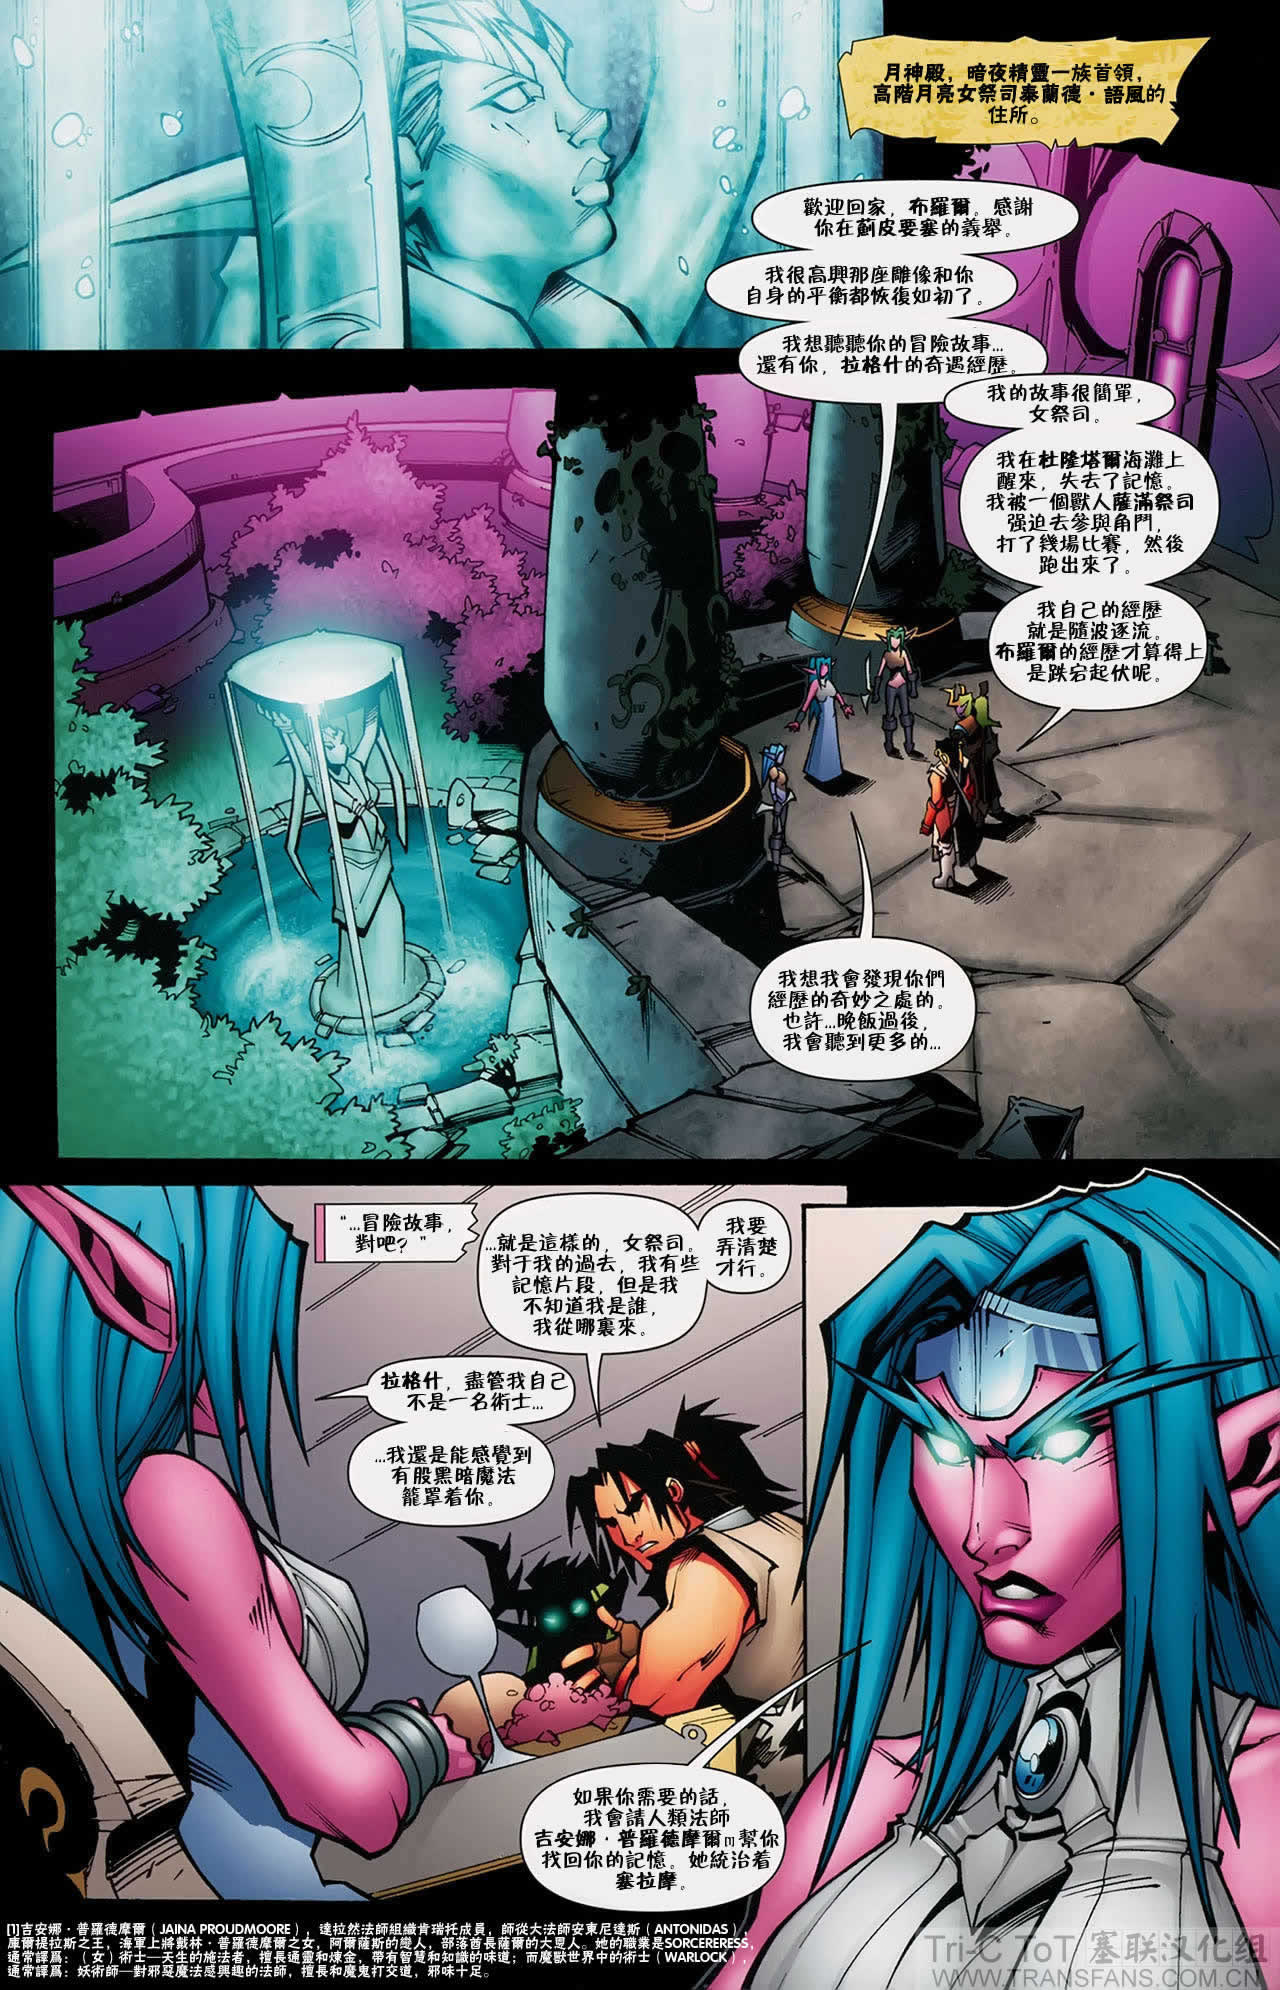 月神殿，暗夜精靈一族首領，
高階月亮女祭司泰蘭德·語風的
住所。
歡迎回家，布羅爾。感謝
你在薊皮要塞的義舉。
我很高興那座雕像和你
自身的平衡都恢復如初了。
我想聽聽你的冒險故事…
還有你，拉格什的奇遇經歷。
我的故事很簡單，
女祭司。
我在杜隆塔爾海灘上
醒來，失去了記憶。
我被一個獸人薩滿祭司
强迫去參與角鬥，
打了幾場比賽，然後
跑出來了。
我自己的經歷
就是隨波逐流。
布羅爾的經歷才算得上
是跌宕起伏呢。
我想我會發現你們
經歷的奇妙之處的。
也許…晚飯過後，
我會聽到更多的…
“…冒險故事，
對吧？”
…就是這樣的，女祭司。
對于我的過去，我有些
記憶片段，但是我
不知道我是誰，
我從哪裏來。
我要
弄清楚
才行。
拉格什，盡管我自己
不是一名術士…
…我還是能感覺到
有股黑暗魔法
籠罩着你。
如果你需要的話，
我會請人類法師
吉安娜·普羅德摩爾[1]幫你
找回你的記憶。她統治着
塞拉摩。
[1]吉安娜·普羅德摩爾（JAINA PROUDMOORE），達拉然法師組織肯瑞托成員，師從大法師安東尼達斯（ANTONIDAS），
庫爾提拉斯之王，海軍上將戴林·普羅德摩爾之女，阿爾薩斯的戀人，部落首長薩爾的大恩人。她的職業是SORCERERESS，
通常譯爲：（女）術士—天生的施法者，擅長通靈和煉金，帶有智慧和知識的味道；而魔獸世界中的術士（WARLOCK），
通常譯爲：妖術師—對邪惡魔法感興趣的法師，擅長和魔鬼打交道，邪味十足。
Tri-C ToT 塞联汉化组
WWW.TRANSFANS.COM.CN